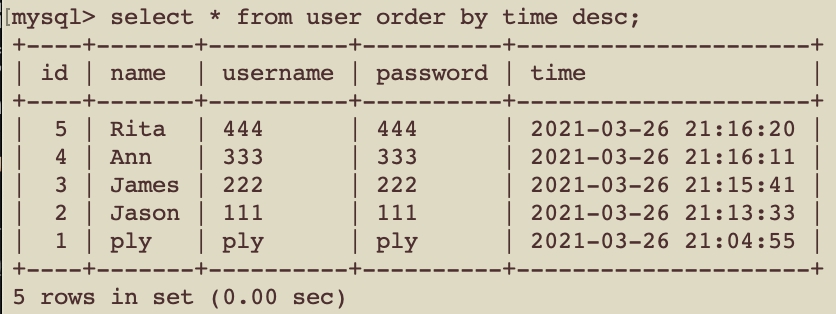 [mysql> select * from user order by time desc;
+----+-------+----------+----------+---------------------+
| id | name  | username | password | time                |
+----+-------+----------+----------+---------------------+
|  5 | Rita  | 444      | 444      | 2021-03-26 21:16:20 |
|  4 | Ann   | 333      | 333      | 2021-03-26 21:16:11 |
|  3 | James | 222      | 222      | 2021-03-26 21:15:41 |
|  2 | Jason | 111      | 111      | 2021-03-26 21:13:33 |
|  1 | ply   | ply      | ply      | 2021-03-26 21:04:55 |
+----+-------+----------+----------+---------------------+
5 rows in set (0.00 sec)